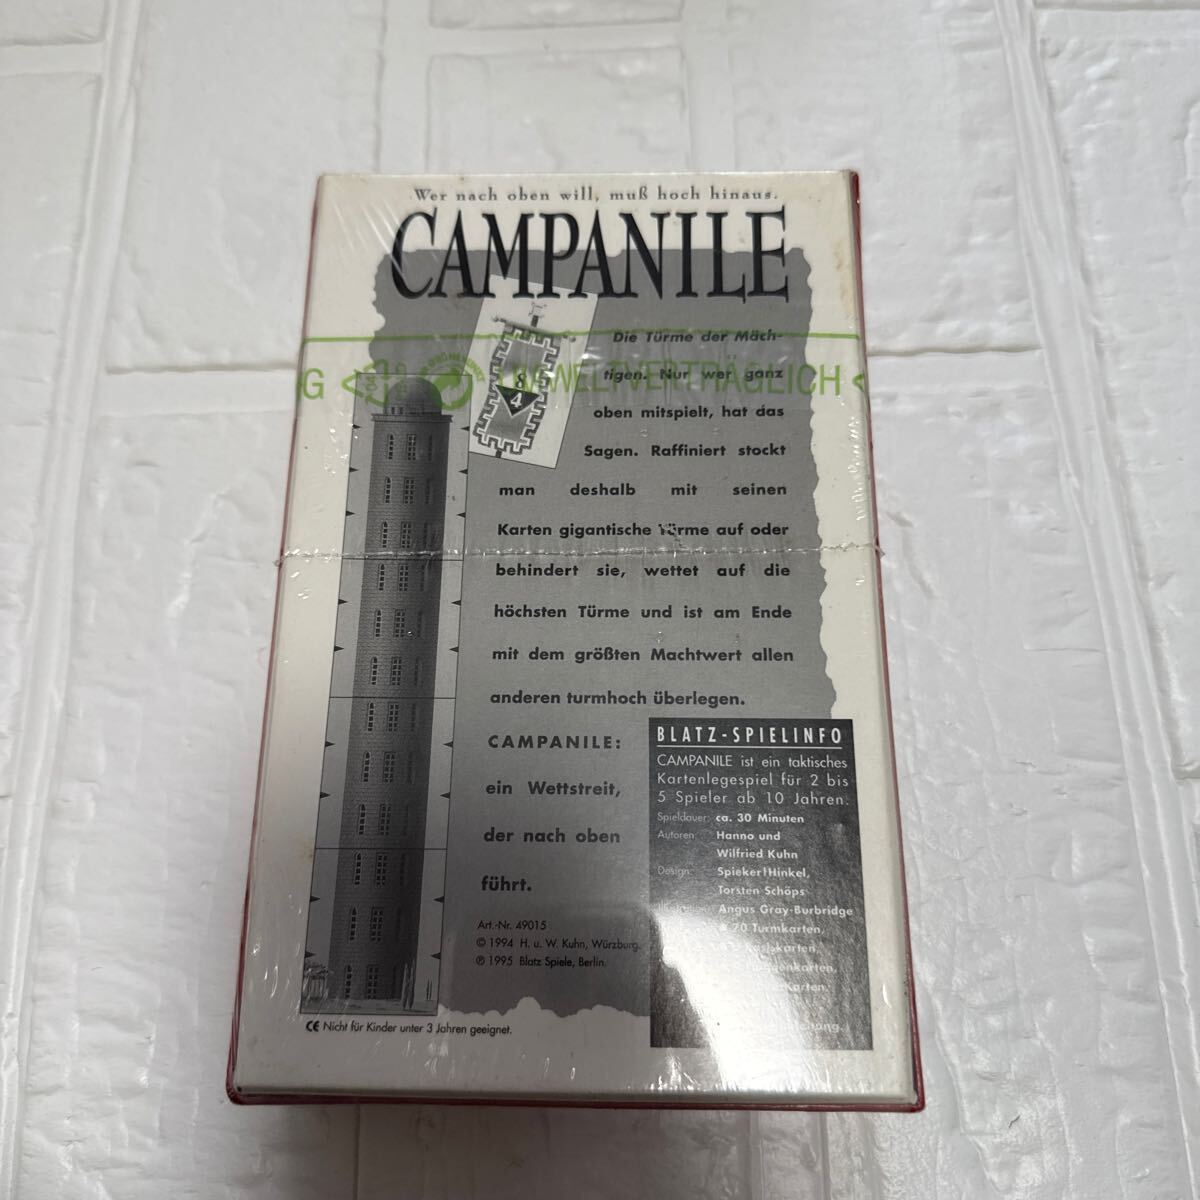 Wer nach oben will, muß hoch hinaus.
CAMPANILE
Die Türme der Mäch-
tigen. Nur wer ganz
oben mitspielt, hat das
Sagen. Raffiniert stockt
man deshalb mit seinen
Karten gigantische Türme auf oder
behindert sie, wettet auf die
höchsten Türme und ist am Ende
mit dem größten Machtwert allen
anderen turmhoch überlegen.
CAMPANILE:
ein Wettstreit,
der nach oben
führt.
G UMWELTVERTRÄGLICH
8
4
BLATZ-SPIELINFO
CAMPANILE ist ein taktisches
Kartenlegespiel für 2 bis
5 Spieler ab 10 Jahren.
Spieldauer: ca. 30 Minuten
Autoren: Hanno und
Wilfried Kuhn
Design: Spieker!Hinkel,
Torsten Schöps
Angus Gray-Burbridge
70 Turmkarten,
Art.-Nr. 49015
© 1994 H. u. W. Kuhn, Würzburg.
℗ 1995 Blatz Spiele, Berlin.
CE Nicht für Kinder unter 3 Jahren geeignet.